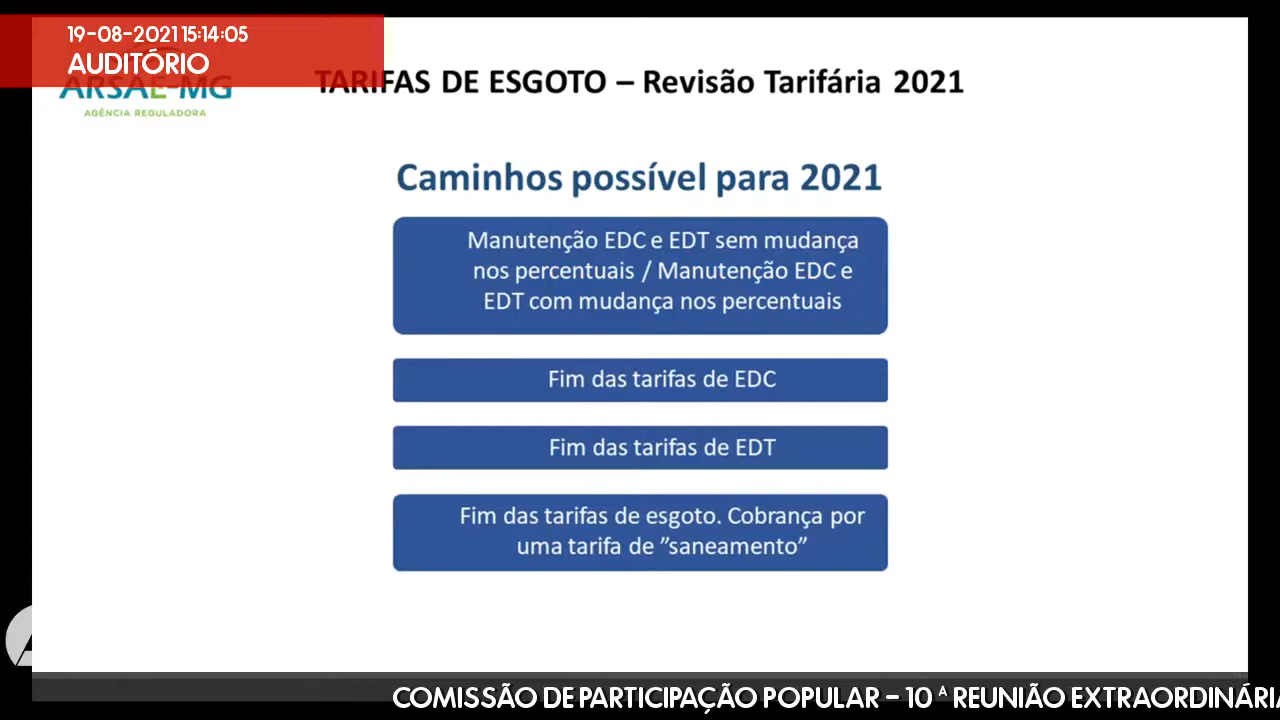 19-08-2021 15:14:05
AUDITÓRIO
ARSAE-MG
AGÊNCIA REGULADORA
TARIFAS DE ESGOTO – Revisão Tarifária 2021
Caminhos possível para 2021
Manutenção EDC e EDT sem mudança
nos percentuais / Manutenção EDC e
EDT com mudança nos percentuais
Fim das tarifas de EDC
Fim das tarifas de EDT
Fim das tarifas de esgoto. Cobrança por
uma tarifa de ”saneamento”
COMISSÃO DE PARTICIPAÇÃO POPULAR – 10 ª REUNIÃO EXTRAORDINÁRIA